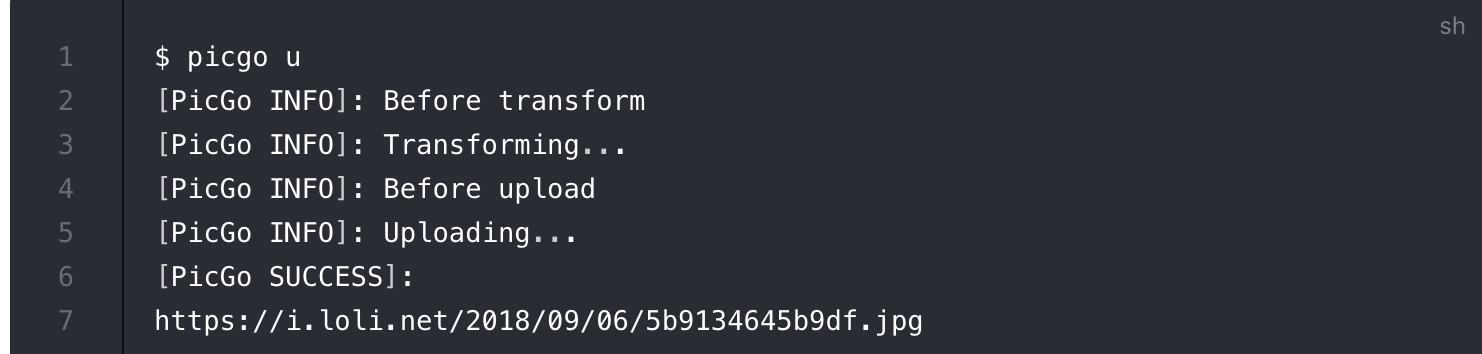 sh
1 $ picgo u
2 [PicGo INFO]: Before transform
3 [PicGo INFO]: Transforming...
4 [PicGo INFO]: Before upload
5 [PicGo INFO]: Uploading...
6 [PicGo SUCCESS]:
7 https://i.loli.net/2018/09/06/5b9134645b9df.jpg